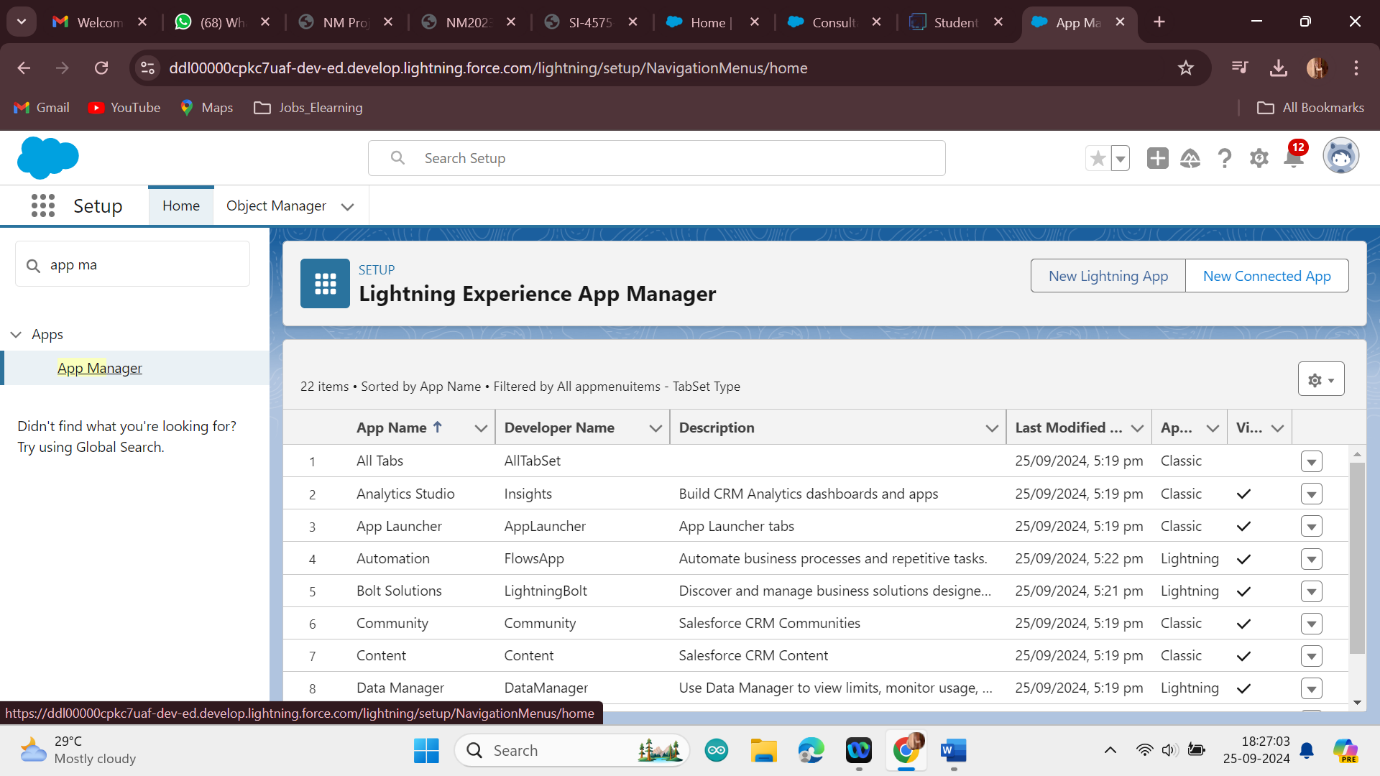 Welcom
(68) Wha
NM Proj
NM2023
SI-4575
Home |
Consult
Student
App Ma
ddl00000cpkc7uaf-dev-ed.develop.lightning.force.com/lightning/setup/NavigationMenus/home
Gmail YouTube Maps Jobs_Elearning All Bookmarks
Search Setup
12
Setup Home Object Manager
app ma
Apps
App Manager
Didn't find what you're looking for?
Try using Global Search.
SETUP
Lightning Experience App Manager
New Lightning App New Connected App
22 items • Sorted by App Name • Filtered by All appmenuitems - TabSet Type
App Name ↑ Developer Name Description Last Modified ... Ap... Vi...
1 All Tabs AllTabSet 25/09/2024, 5:19 pm Classic
2 Analytics Studio Insights Build CRM Analytics dashboards and apps 25/09/2024, 5:19 pm Classic
3 App Launcher AppLauncher App Launcher tabs 25/09/2024, 5:19 pm Classic
4 Automation FlowsApp Automate business processes and repetitive tasks. 25/09/2024, 5:22 pm Lightning
5 Bolt Solutions LightningBolt Discover and manage business solutions designe... 25/09/2024, 5:21 pm Lightning
6 Community Community Salesforce CRM Communities 25/09/2024, 5:19 pm Classic
7 Content Content Salesforce CRM Content 25/09/2024, 5:19 pm Classic
8 Data Manager DataManager Use Data Manager to view limits, monitor usage, ... 25/09/2024, 5:19 pm Lightning
https://ddl00000cpkc7uaf-dev-ed.develop.lightning.force.com/lightning/setup/NavigationMenus/home
29°C
Mostly cloudy
Search
18:27:03
25-09-2024
PRE